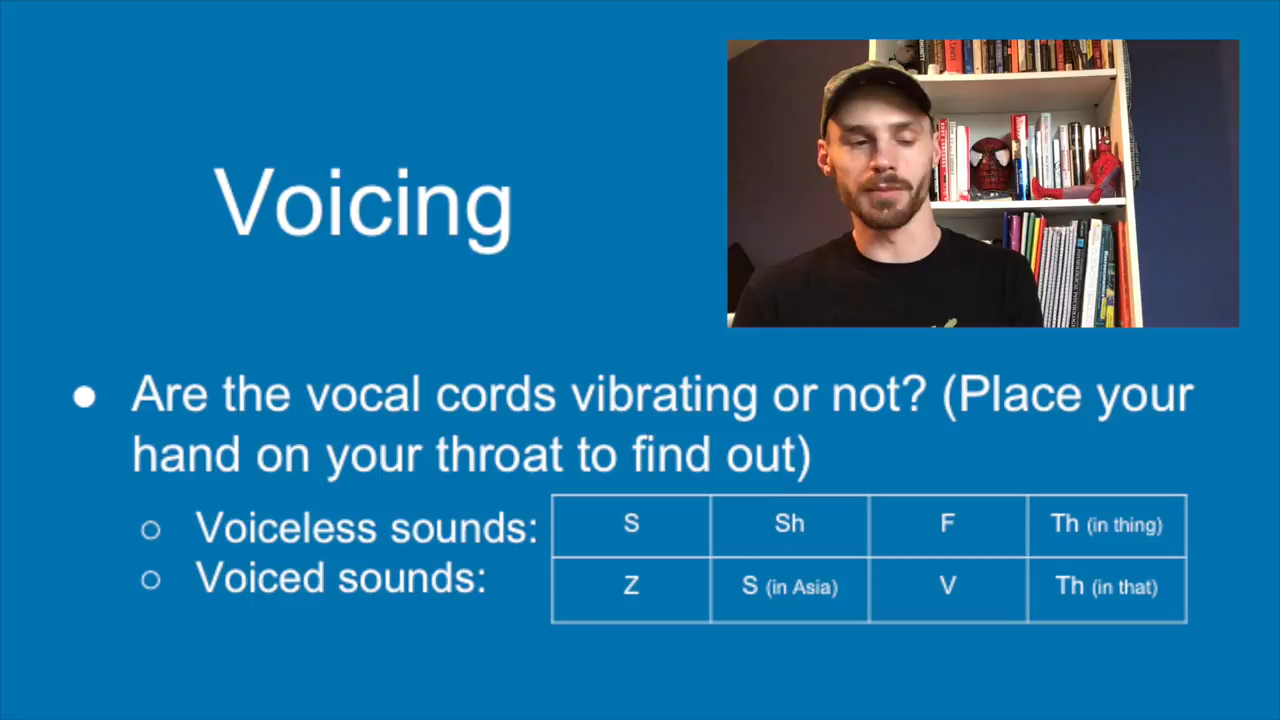 Voicing
● Are the vocal cords vibrating or not? (Place your
hand on your throat to find out)
○ Voiceless sounds:
S Sh F Th (in thing)
○ Voiced sounds:
Z S (in Asia) V Th (in that)